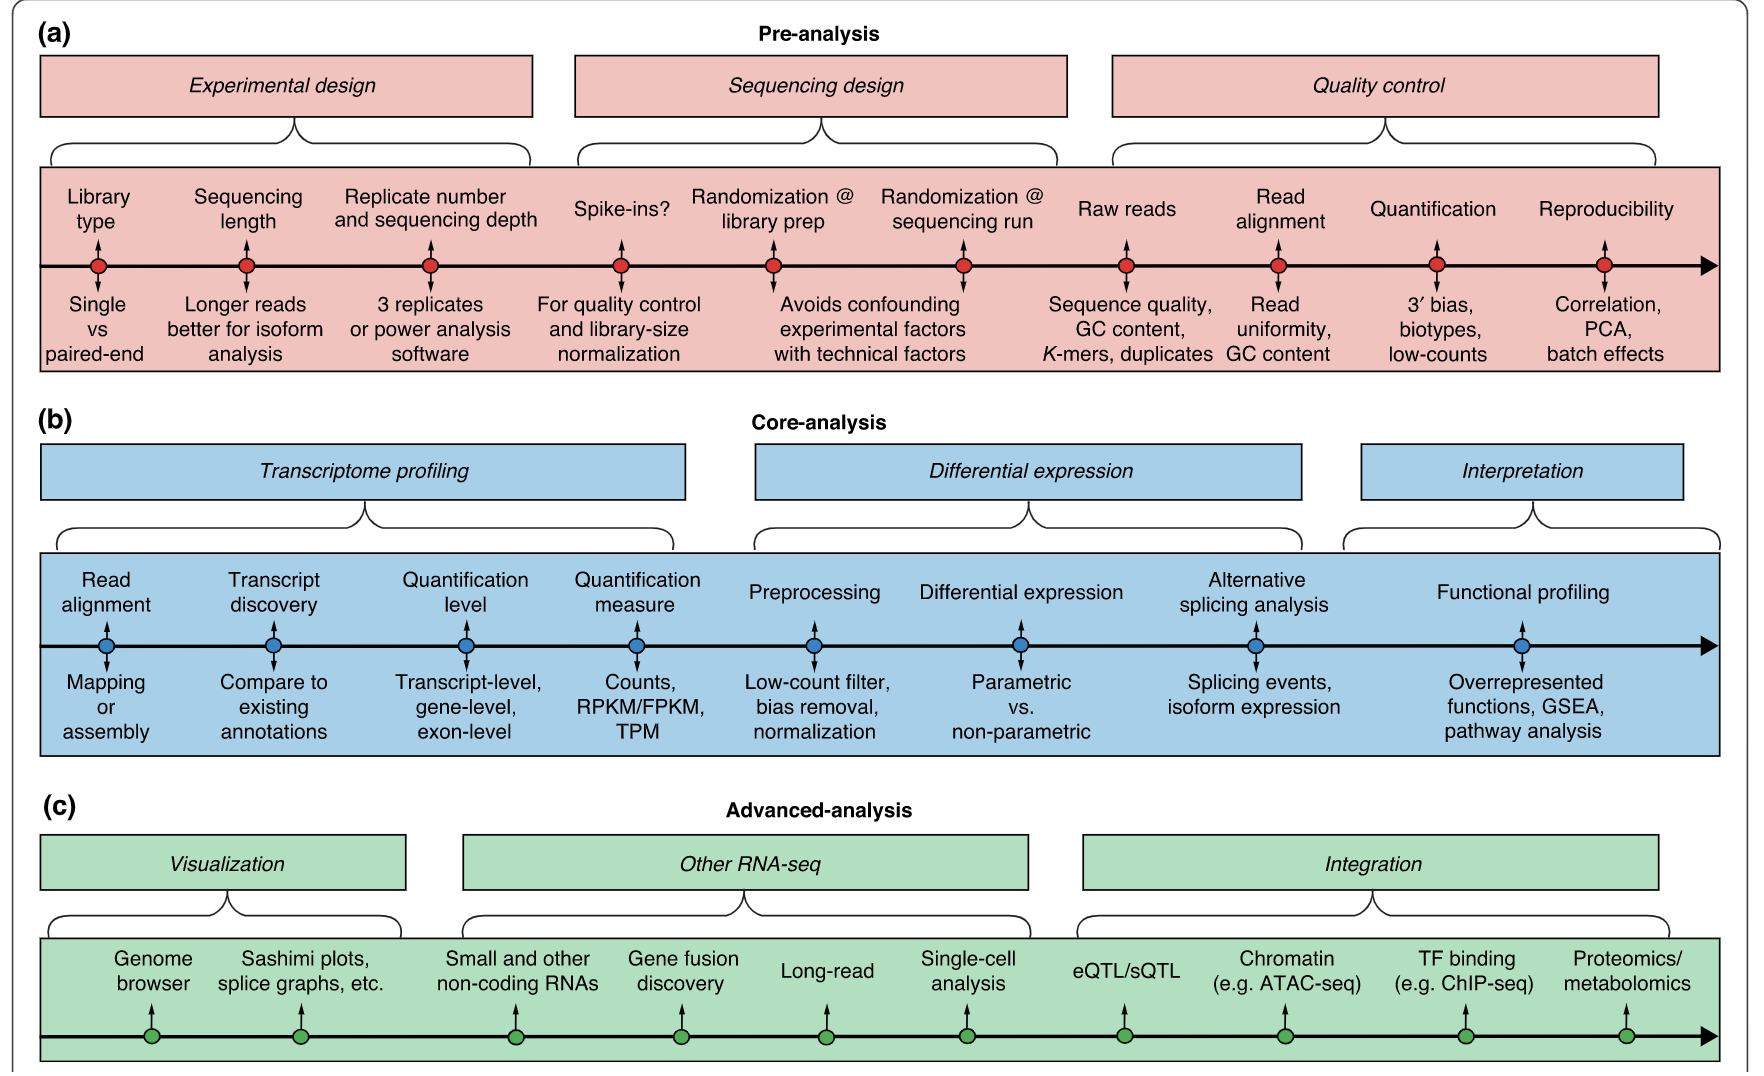 (a)
Pre-analysis
Experimental design
Sequencing design
Quality control
Library
type
Sequencing
length
Replicate number
and sequencing depth
Spike-ins?
Randomization @
library prep
Randomization @
sequencing run
Raw reads
Read
alignment
Quantification
Reproducibility
Single
vs
paired-end
Longer reads
better for isoform
analysis
3 replicates
or power analysis
software
For quality control
and library-size
normalization
Avoids confounding
experimental factors
with technical factors
Sequence quality,
GC content,
K-mers, duplicates
Read
uniformity,
GC content
3′ bias,
biotypes,
low-counts
Correlation,
PCA,
batch effects
(b)
Core-analysis
Transcriptome profiling
Differential expression
Interpretation
Read
alignment
Transcript
discovery
Quantification
level
Quantification
measure
Preprocessing
Differential expression
Alternative
splicing analysis
Functional profiling
Mapping
or
assembly
Compare to
existing
annotations
Transcript-level,
gene-level,
exon-level
Counts,
RPKM/FPKM,
TPM
Low-count filter,
bias removal,
normalization
Parametric
vs.
non-parametric
Splicing events,
isoform expression
Overrepresented
functions, GSEA,
pathway analysis
(c)
Advanced-analysis
Visualization
Other RNA-seq
Integration
Genome
browser
Sashimi plots,
splice graphs, etc.
Small and other
non-coding RNAs
Gene fusion
discovery
Long-read
Single-cell
analysis
eQTL/sQTL
Chromatin
(e.g. ATAC-seq)
TF binding
(e.g. ChIP-seq)
Proteomics/
metabolomics